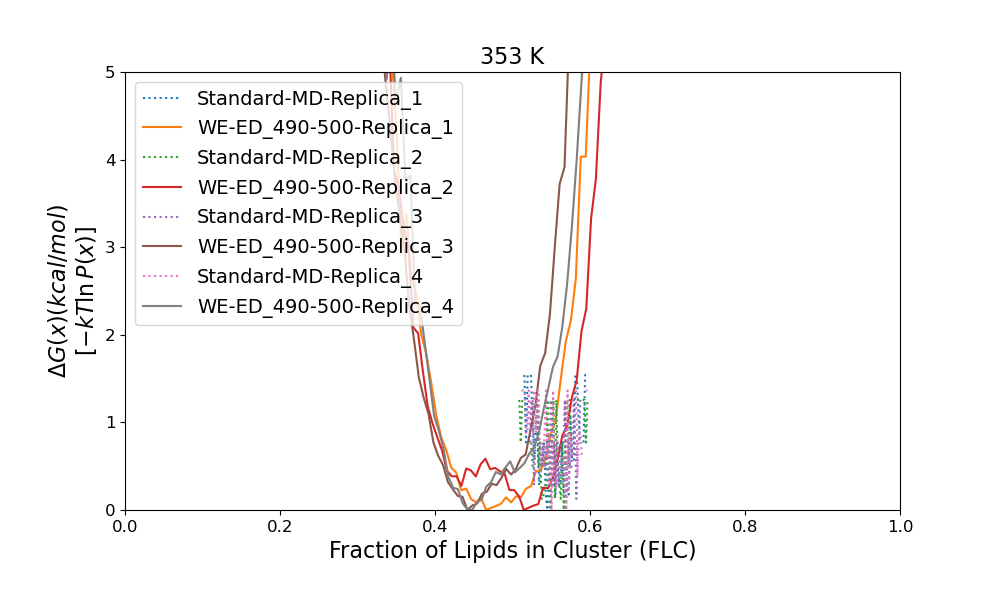 353 K
ΔG(x)(kcal/mol)
[−kT ln P(x)]
5
4
3
2
1
0
Standard-MD-Replica_1
WE-ED_490-500-Replica_1
Standard-MD-Replica_2
WE-ED_490-500-Replica_2
Standard-MD-Replica_3
WE-ED_490-500-Replica_3
Standard-MD-Replica_4
WE-ED_490-500-Replica_4
0.0 0.2 0.4 0.6 0.8 1.0
Fraction of Lipids in Cluster (FLC)